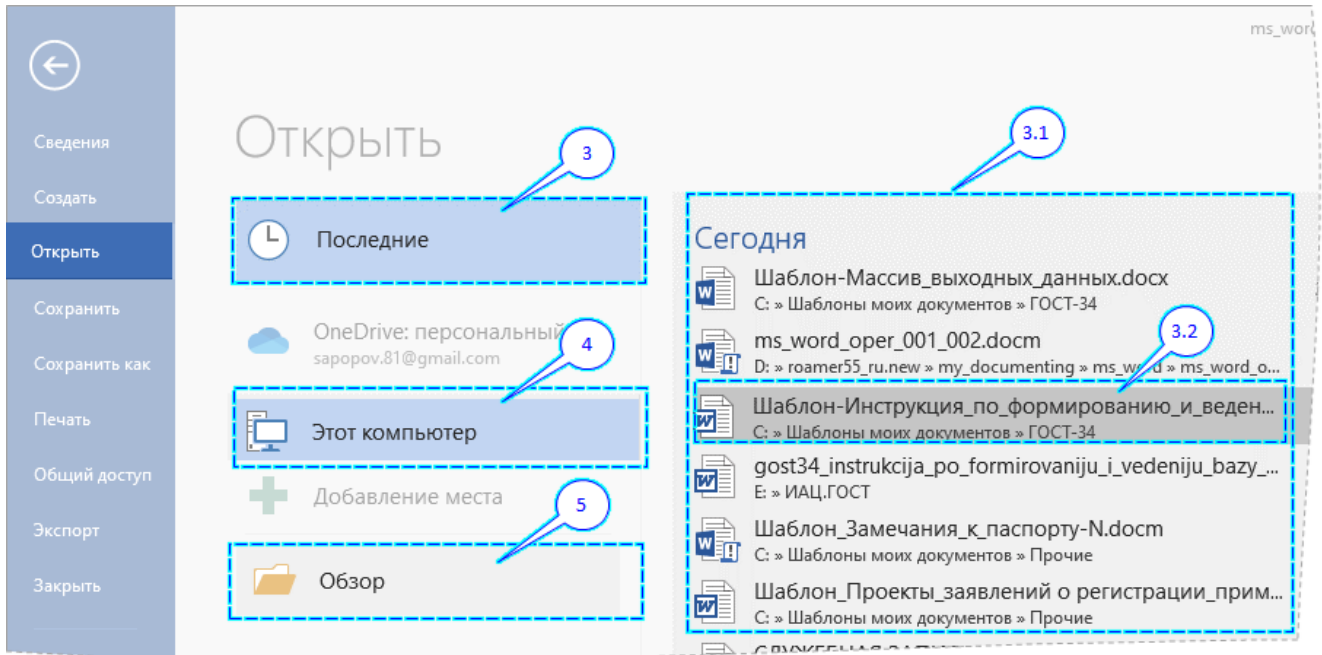 ms_wor
Сведения
Создать
Открыть
Сохранить
Сохранить как
Печать
Общий доступ
Экспорт
Закрыть
Открыть
3
Последние
OneDrive: персональный
sapopov.81@gmail.com
4
Этот компьютер
Добавление места
5
Обзор
3.1
Сегодня
Шаблон-Массив_выходных_данных.docx
C: » Шаблоны моих документов » ГОСТ-34
3.2
ms_word_oper_001_002.docm
D: » roamer55_ru.new » my_documenting » ms_word » ms_word_o...
Шаблон-Инструкция_по_формированию_и_веден...
C: » Шаблоны моих документов » ГОСТ-34
gost34_instrukcija_po_formirovaniju_i_vedeniju_bazy_...
E: » ИАЦ.ГОСТ
Шаблон_Замечания_к_паспорту-N.docm
C: » Шаблоны моих документов » Прочие
Шаблон_Проекты_заявлений о регистрации_прим...
C: » Шаблоны моих документов » Прочие